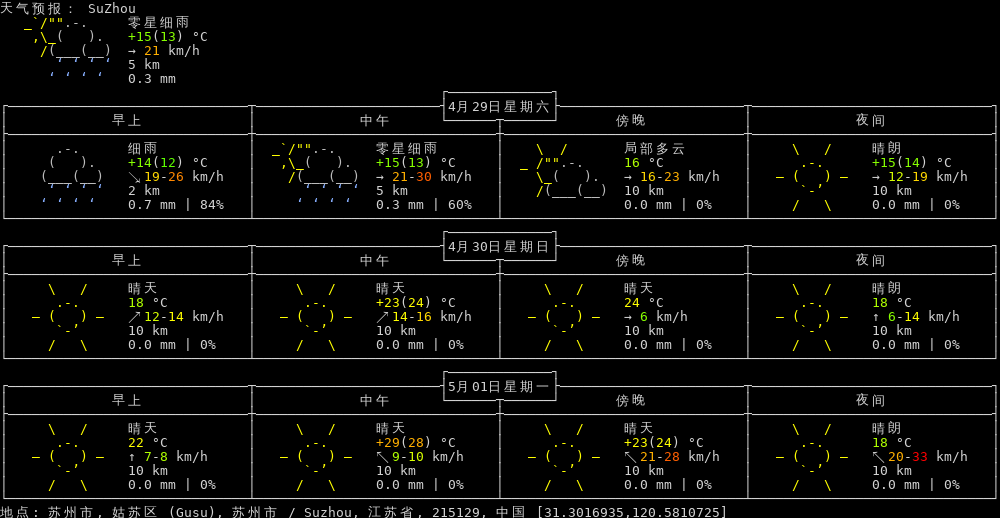 天气预报: SuZhou
零星细雨
+15(13) °C
→ 21 km/h
5 km
0.3 mm
4月29日星期六
早上 中午 傍晚 夜间
细雨 零星细雨 局部多云 晴朗
+14(12) °C +15(13) °C 16 °C +15(14) °C
↘ 19-26 km/h → 21-30 km/h → 16-23 km/h → 12-19 km/h
2 km 5 km 10 km 10 km
0.7 mm | 84% 0.3 mm | 60% 0.0 mm | 0% 0.0 mm | 0%
4月30日星期日
早上 中午 傍晚 夜间
晴天 晴天 晴天 晴朗
18 °C +23(24) °C 24 °C 18 °C
↗ 12-14 km/h ↗ 14-16 km/h → 6 km/h ↑ 6-14 km/h
10 km 10 km 10 km 10 km
0.0 mm | 0% 0.0 mm | 0% 0.0 mm | 0% 0.0 mm | 0%
5月01日星期一
早上 中午 傍晚 夜间
晴天 晴天 晴天 晴朗
22 °C +29(28) °C +23(24) °C 18 °C
↑ 7-8 km/h ↖ 9-10 km/h ↖ 21-28 km/h ↖ 20-33 km/h
10 km 10 km 10 km 10 km
0.0 mm | 0% 0.0 mm | 0% 0.0 mm | 0% 0.0 mm | 0%
地点: 苏州市, 姑苏区 (Gusu), 苏州市 / Suzhou, 江苏省, 215129, 中国 [31.3016935,120.5810725]